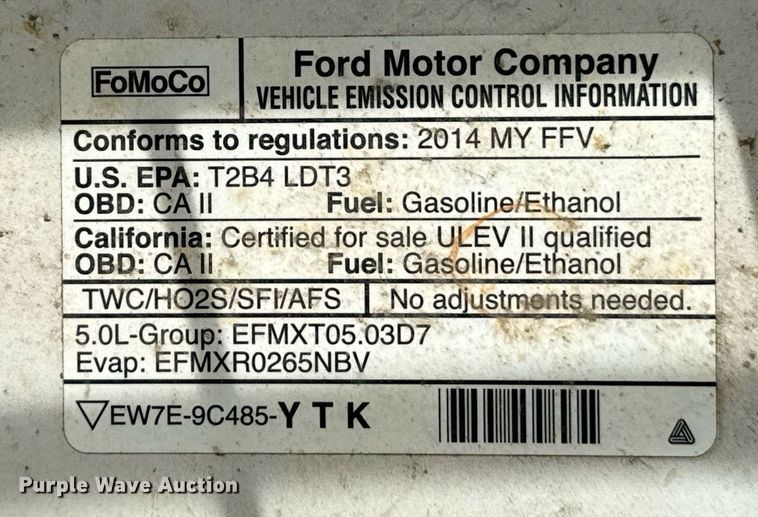 FoMoCo
Ford Motor Company
VEHICLE EMISSION CONTROL INFORMATION
Conforms to regulations: 2014 MY FFV
U.S. EPA: T2B4 LDT3
OBD: CA II Fuel: Gasoline/Ethanol
California: Certified for sale ULEV II qualified
OBD: CA II Fuel: Gasoline/Ethanol
TWC/HO2S/SFI/AFS No adjustments needed.
5.0L-Group: EFMXT05.03D7
Evap: EFMXR0265NBV
EW7E-9C485-Y T K
Purple Wave Auction